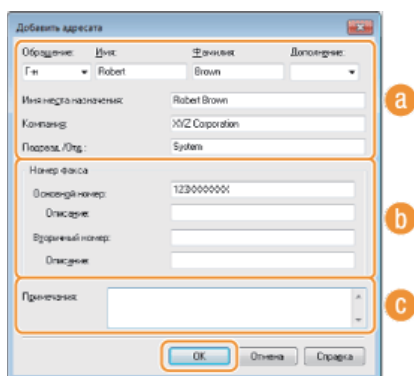 Добавить адресата
Обращение: Имя: Фамилия: Дополнение:
Г-н Robert Brown
Имя места назначения: Robert Brown
Компания: XYZ Corporation
Подразд./Отд.: System
a
Номер факса
Основной номер: 123XXXXXXX
Описание:
Вторичный номер:
Описание:
b
Примечания:
c
OK Отмена Справка